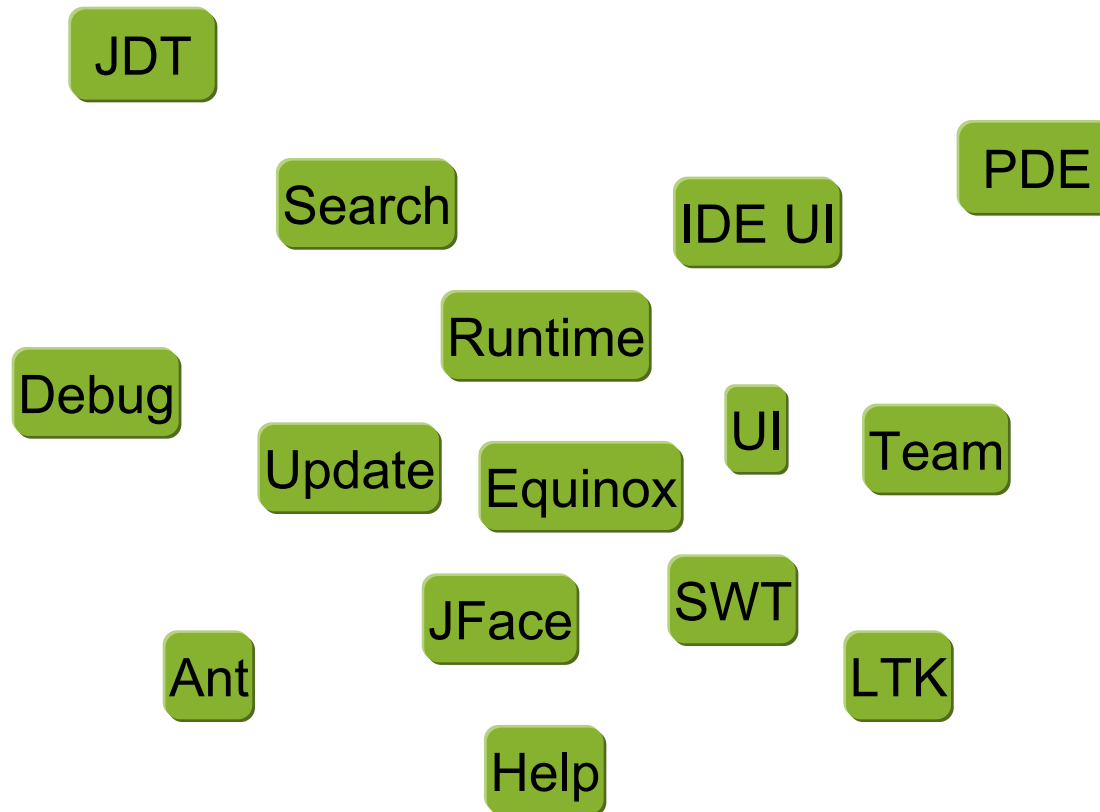 JDT
PDE
Search
IDE UI
Runtime
Debug
UI
Team
Update
Equinox
SWT
JFace
Ant
LTK
Help